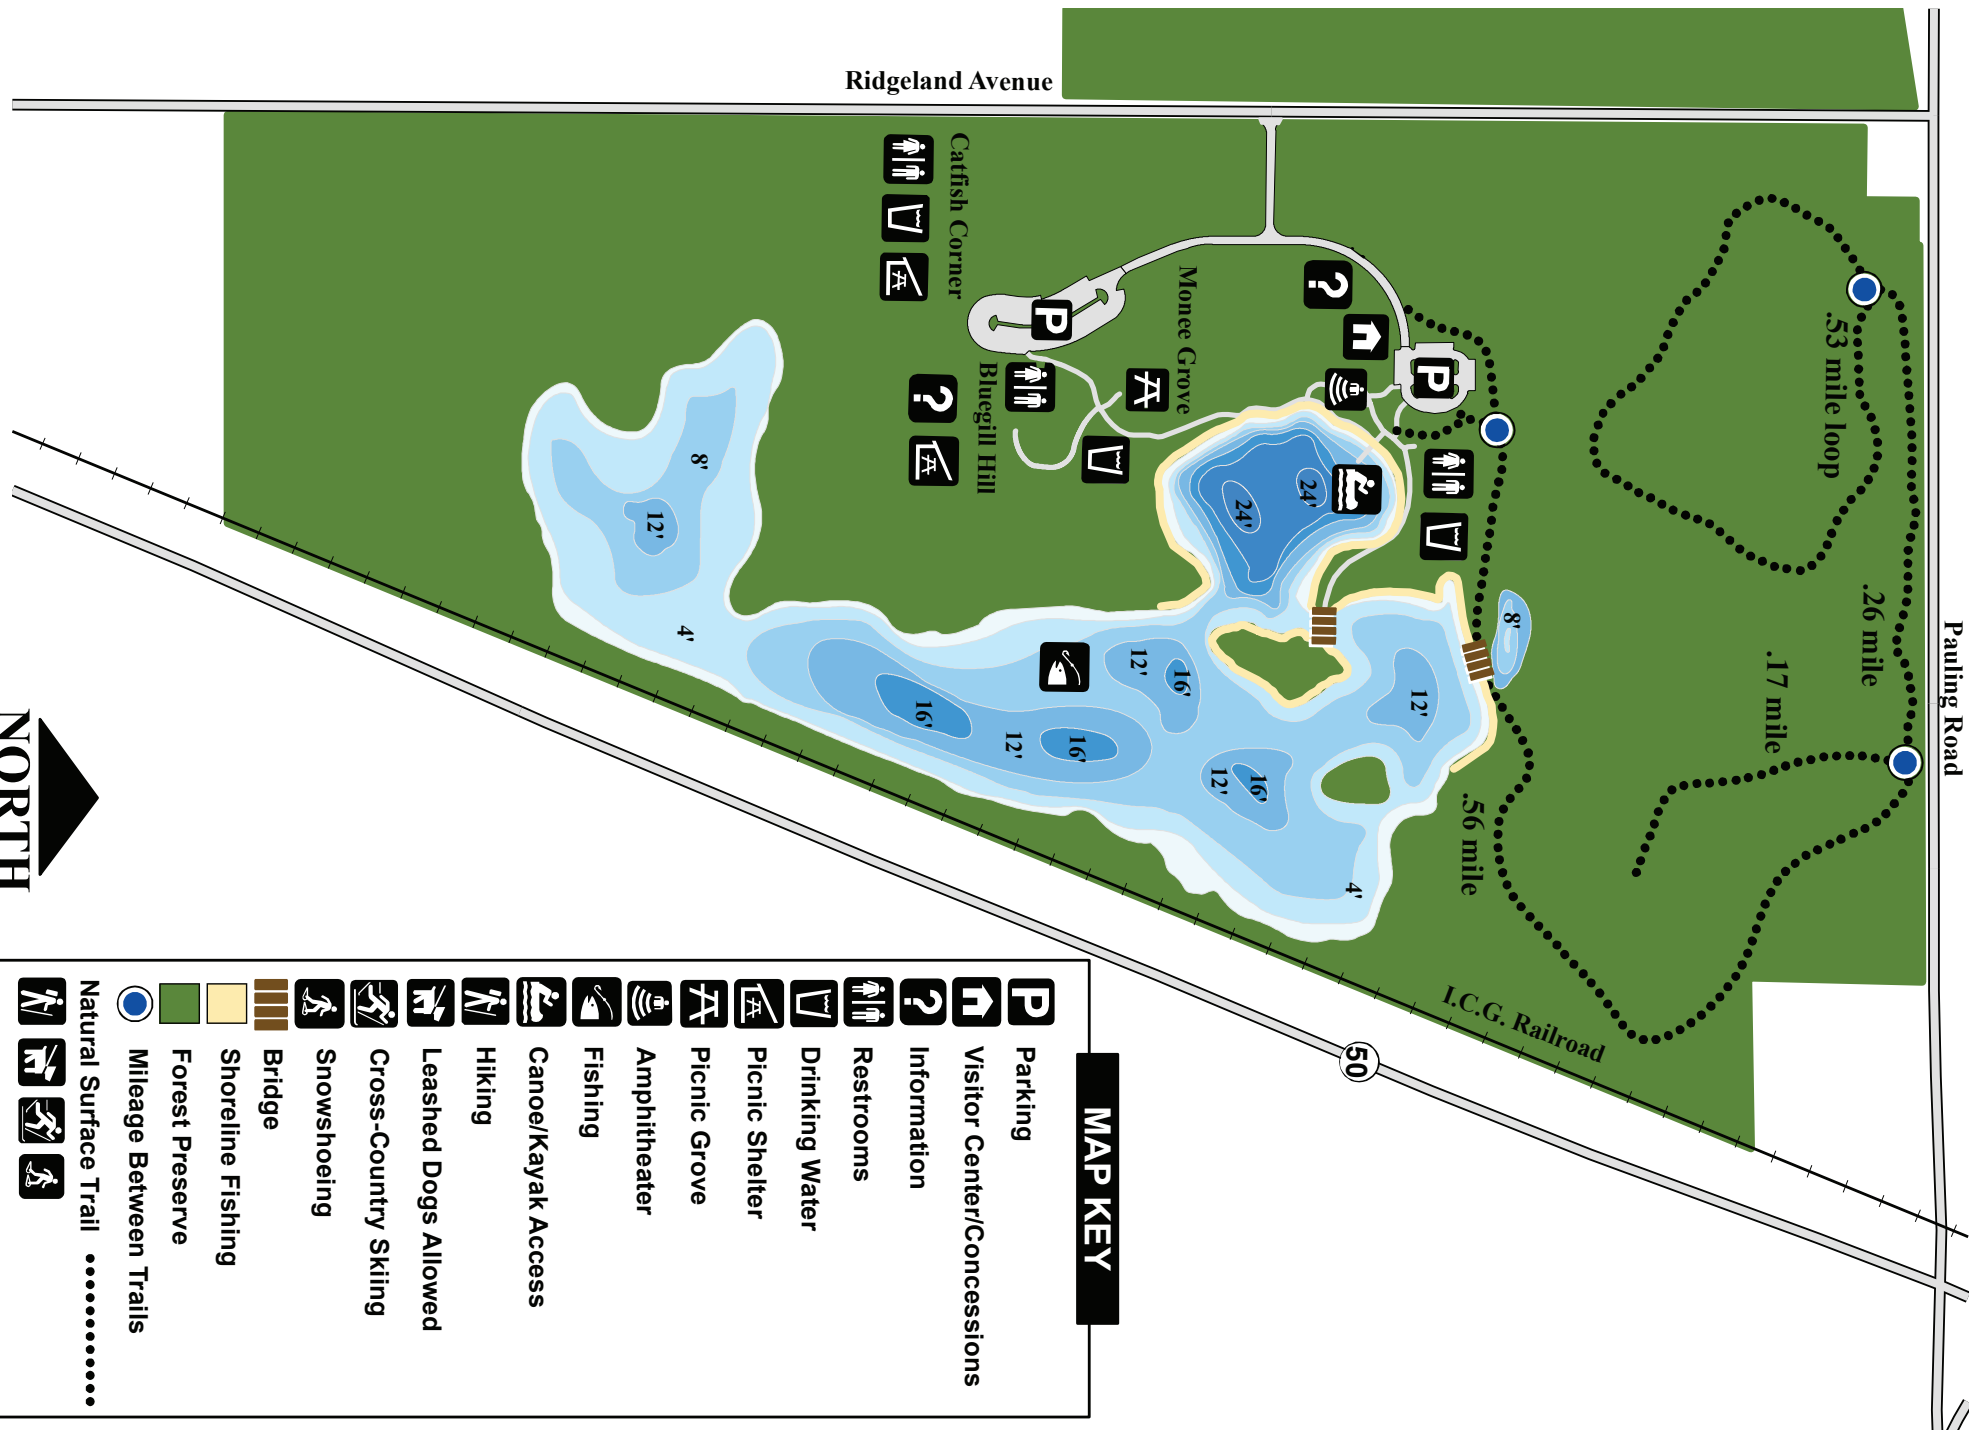 Ridgeland Avenue
Pauling Road
.53 mile loop
.26 mile
.17 mile
.56 mile
Catfish Corner
Monee Grove
Bluegill Hill
P
P
?
?
24'
24'
8'
12'
4'
8'
12'
12'
16'
16'
12'
16'
12'
16'
4'
I.C.G. Railroad
50
NORTH
MAP KEY
P Parking
Visitor Center/Concessions
? Information
Restrooms
Drinking Water
Picnic Shelter
Picnic Grove
Amphitheater
Fishing
Canoe/Kayak Access
Hiking
Leashed Dogs Allowed
Cross-Country Skiing
Snowshoeing
Bridge
Shoreline Fishing
Forest Preserve
Mileage Between Trails
Natural Surface Trail